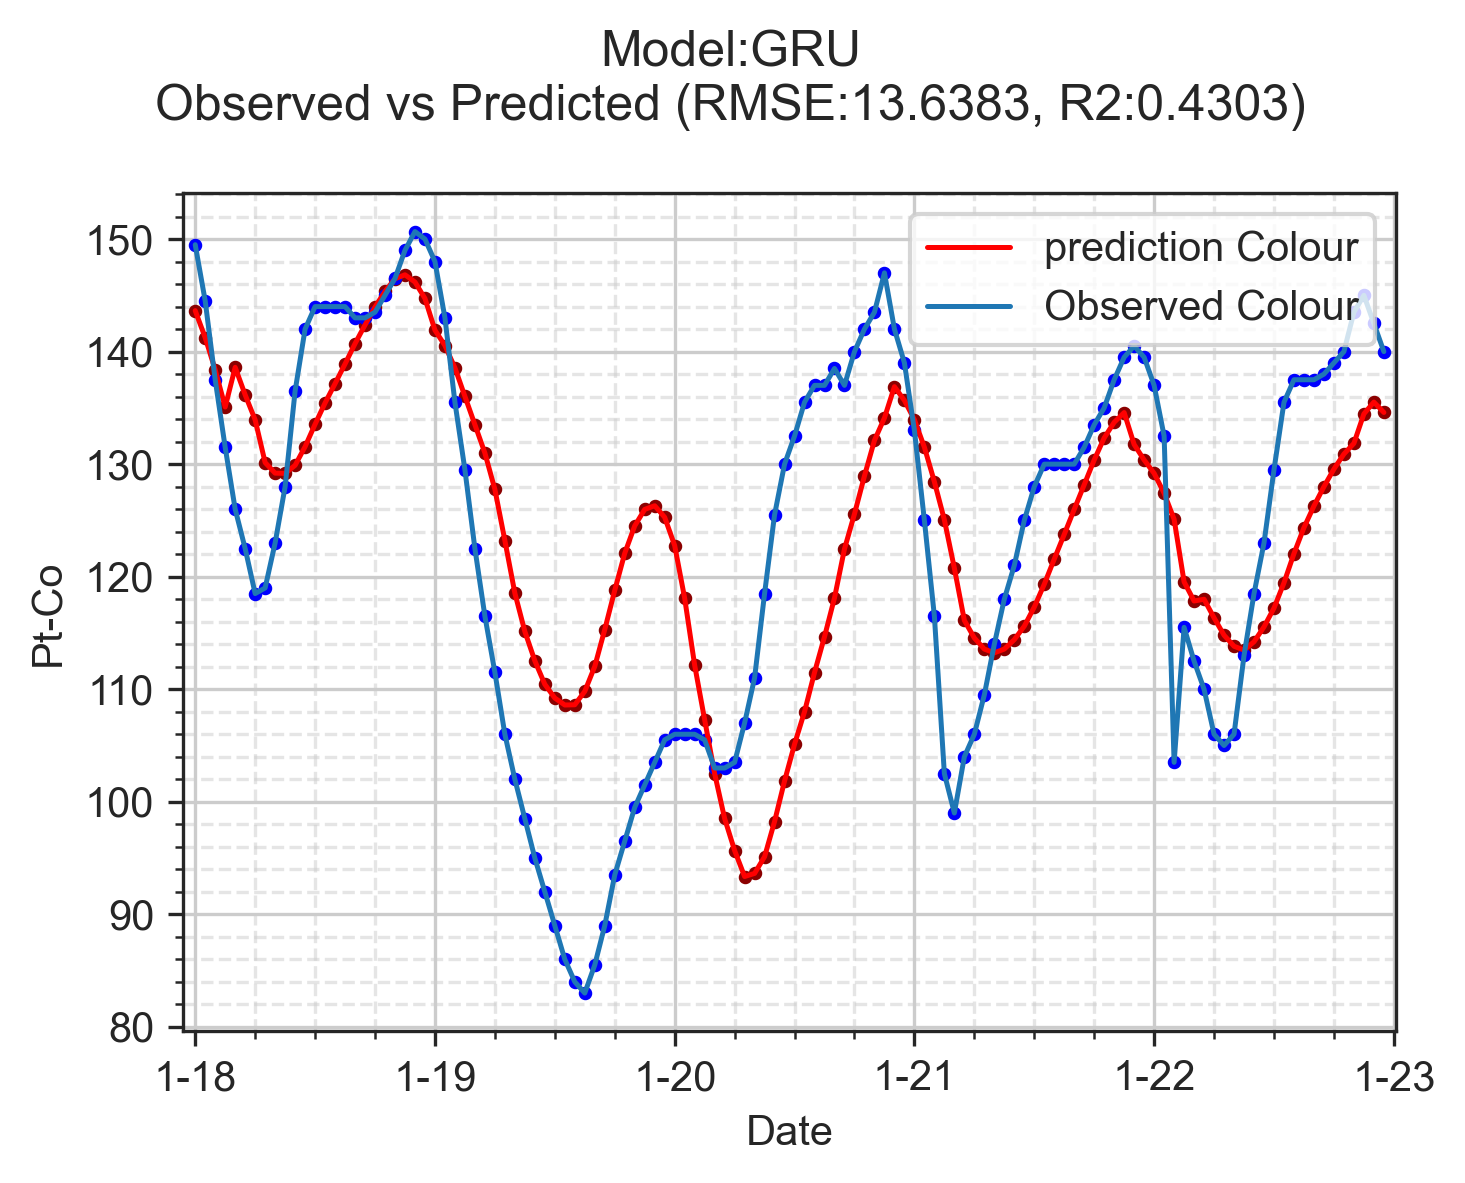 Model:GRU
Observed vs Predicted (RMSE:13.6383, R2:0.4303)
prediction Colour
Observed Colour
150
140
130
120
110
100
90
80
Pt-Co
1-18
1-19
1-20
1-21
1-22
1-23
Date